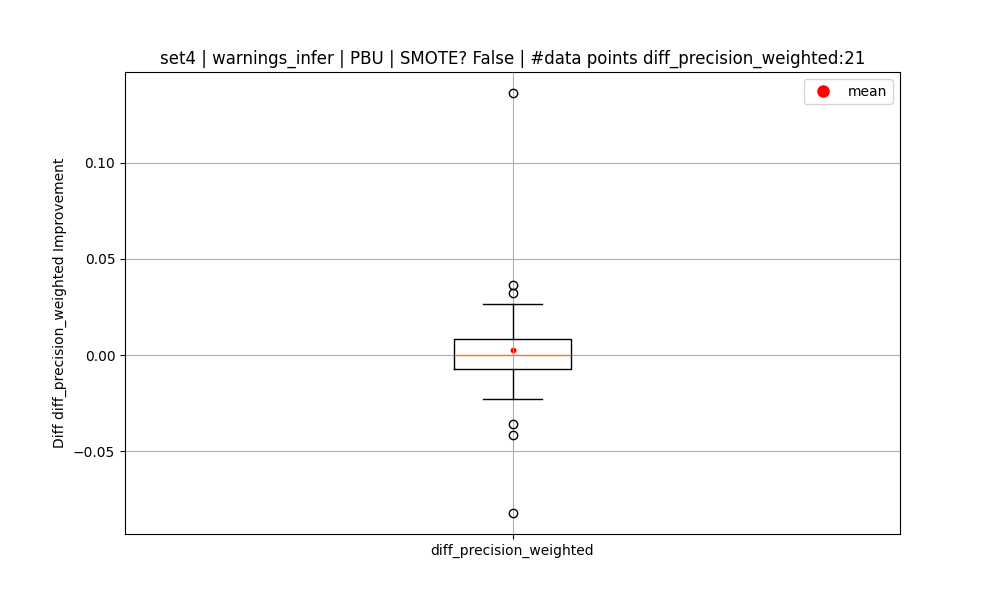 set4 | warnings_infer | PBU | SMOTE? False | #data points diff_precision_weighted:21
mean
Diff diff_precision_weighted Improvement
0.10
0.05
0.00
−0.05
diff_precision_weighted